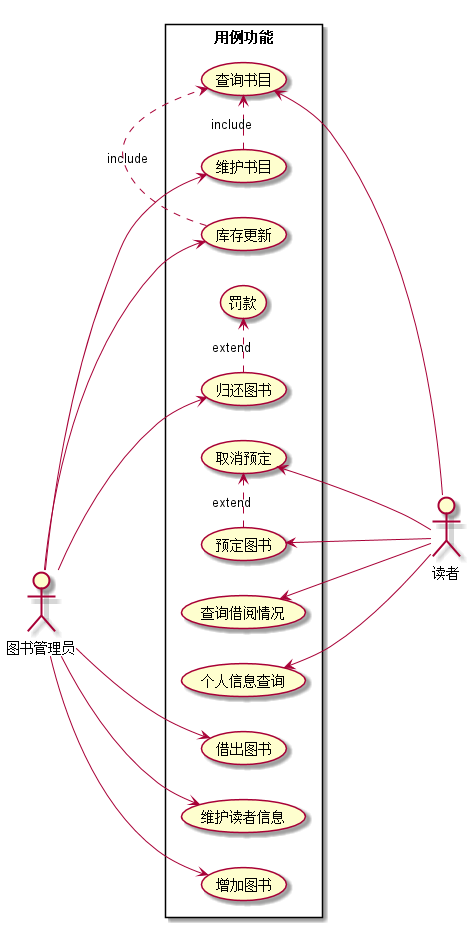 用例功能
查询书目
include
维护书目
include
库存更新
罚款
extend
归还图书
取消预定
extend
预定图书
读者
查询借阅情况
图书管理员
个人信息查询
借出图书
维护读者信息
增加图书